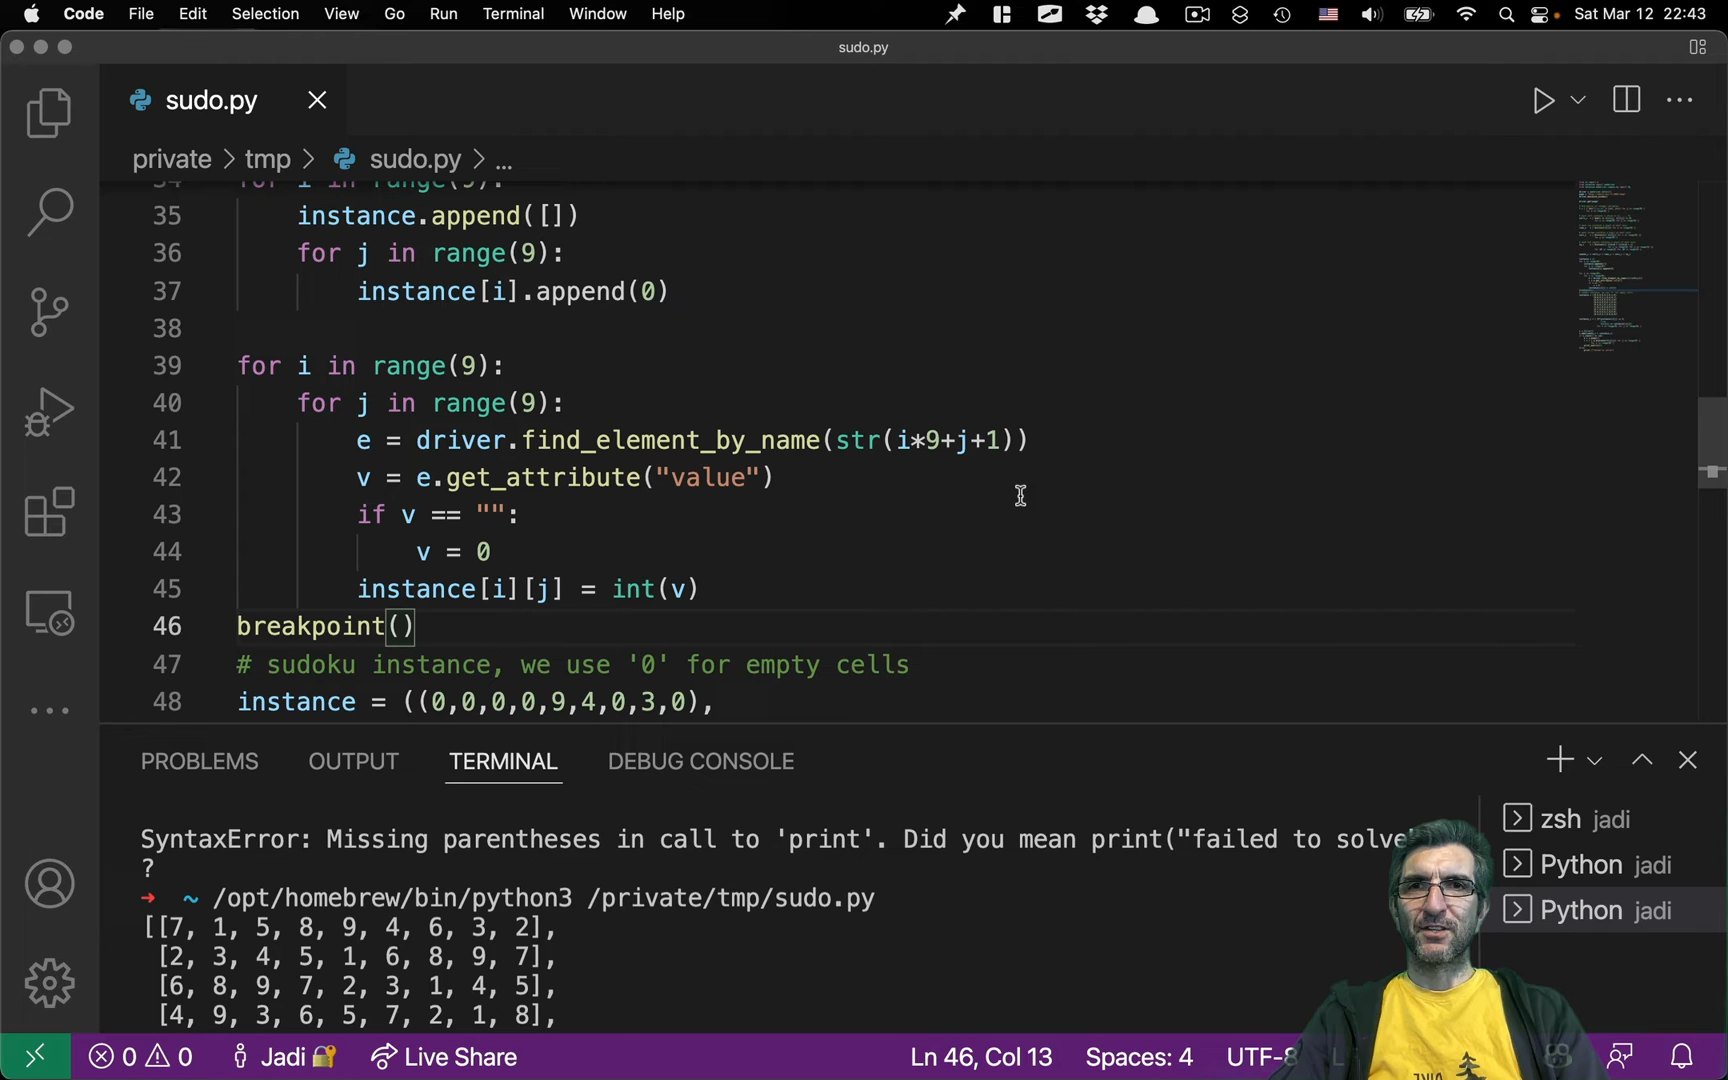 Code File Edit Selection View Go Run Terminal Window Help Sat Mar 12 22:43
sudo.py
sudo.py
private > tmp > sudo.py > ...
34 for i in range(9):
35 instance.append([])
36 for j in range(9):
37 instance[i].append(0)
38
39 for i in range(9):
40 for j in range(9):
41 e = driver.find_element_by_name(str(i*9+j+1))
42 v = e.get_attribute("value")
43 if v == "":
44 v = 0
45 instance[i][j] = int(v)
46 breakpoint()
47 # sudoku instance, we use '0' for empty cells
48 instance = ((0,0,0,0,9,4,0,3,0),
PROBLEMS OUTPUT TERMINAL DEBUG CONSOLE
SyntaxError: Missing parentheses in call to 'print'. Did you mean print("failed to solve
?
→ ~ /opt/homebrew/bin/python3 /private/tmp/sudo.py
[[7, 1, 5, 8, 9, 4, 6, 3, 2],
[2, 3, 4, 5, 1, 6, 8, 9, 7],
[6, 8, 9, 7, 2, 3, 1, 4, 5],
[4, 9, 3, 6, 5, 7, 2, 1, 8],
zsh jadi
Python jadi
Python jadi
0 0 Jadi Live Share Ln 46, Col 13 Spaces: 4 UTF-8